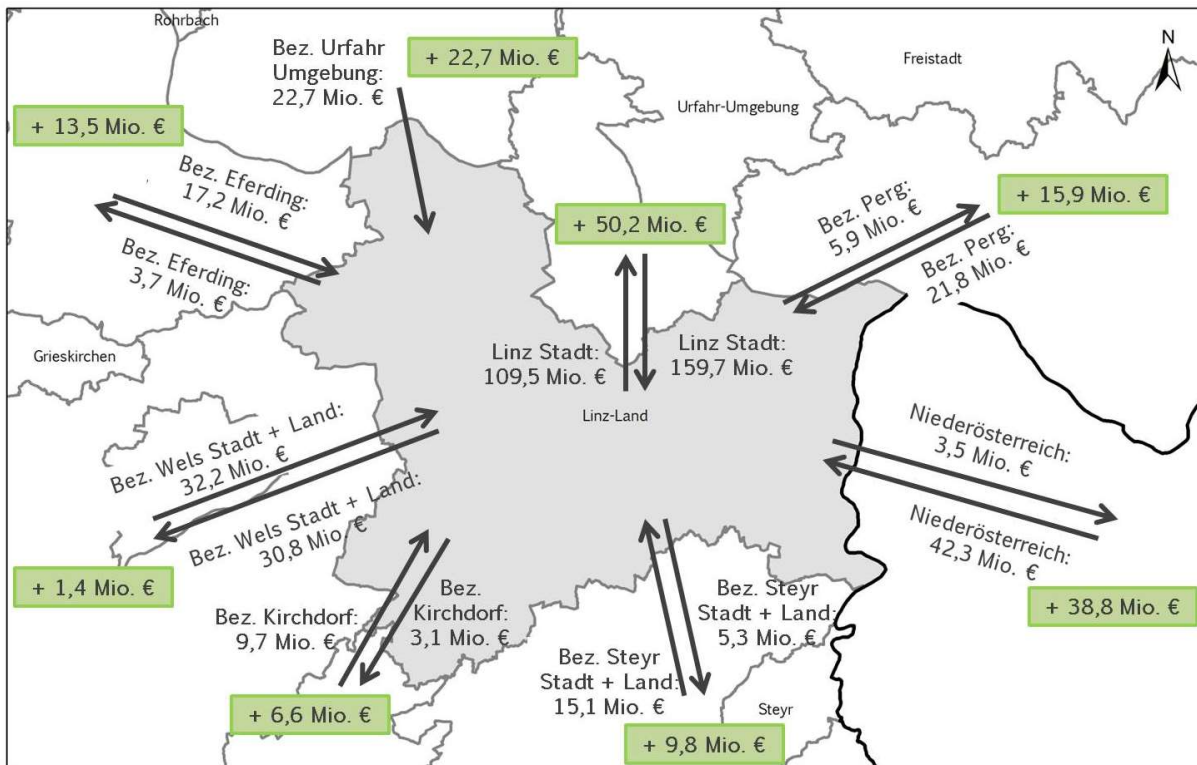 Rohrbach
Bez. Urfahr
Umgebung:
22,7 Mio. €
+ 22,7 Mio. €
Freistadt
N
Urfahr-Umgebung
+ 13,5 Mio. €
Bez. Eferding:
17,2 Mio. €
Bez. Eferding:
3,7 Mio. €
+ 50,2 Mio. €
Bez. Perg:
5,9 Mio. €
Bez. Perg:
21,8 Mio. €
+ 15,9 Mio. €
Grieskirchen
Linz Stadt:
109,5 Mio. €
Linz Stadt:
159,7 Mio. €
Linz-Land
Bez. Wels Stadt + Land:
32,2 Mio. €
Bez. Wels Stadt + Land:
30,8 Mio. €
+ 1,4 Mio. €
Niederösterreich:
3,5 Mio. €
Niederösterreich:
42,3 Mio. €
+ 38,8 Mio. €
Bez. Kirchdorf:
9,7 Mio. €
Bez.
Kirchdorf:
3,1 Mio. €
+ 6,6 Mio. €
Bez. Steyr
Stadt + Land:
15,1 Mio. €
Bez. Steyr
Stadt + Land:
5,3 Mio. €
+ 9,8 Mio. €
Steyr